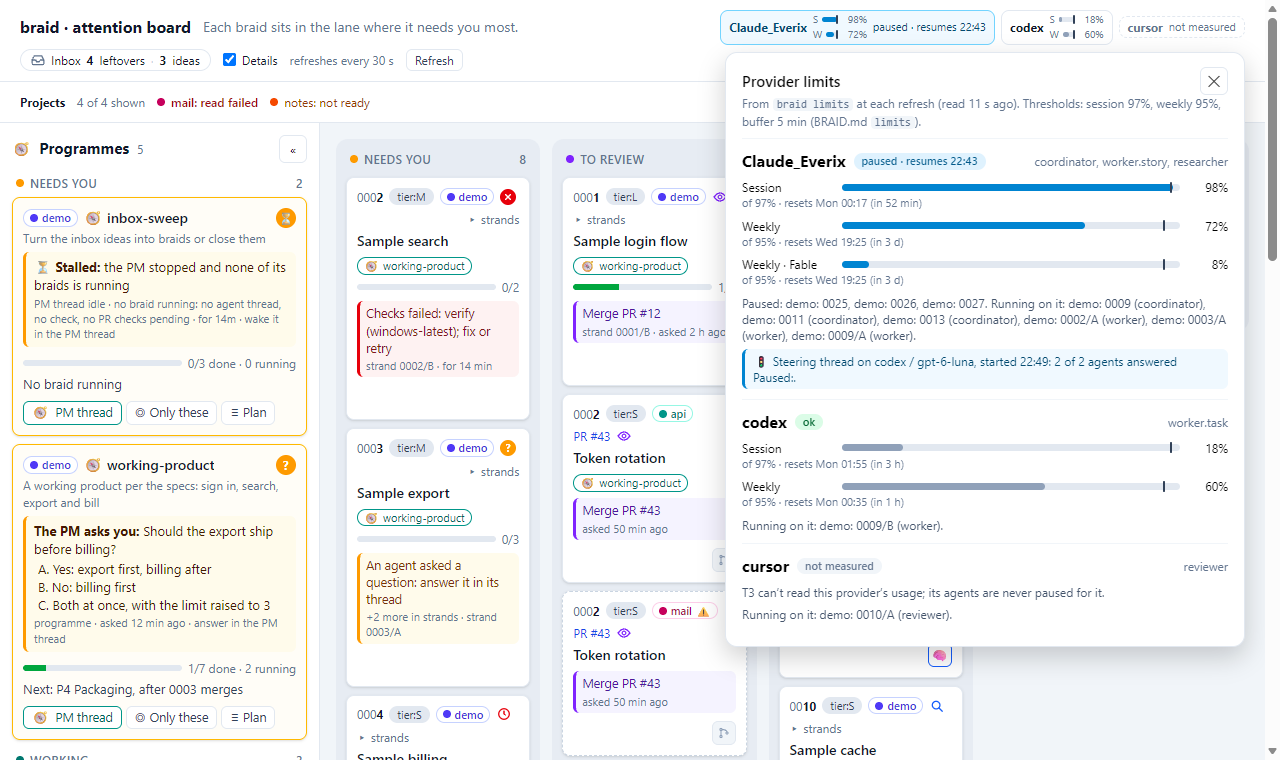 braid · attention board Each braid sits in the lane where it needs you most.
Claude_Everix S 98% W 72% paused · resumes 22:43
codex S 18% W 60%
cursor not measured
Inbox 4 leftovers · 3 ideas Details refreshes every 30 s Refresh
Projects 4 of 4 shown mail: read failed notes: not ready
Programmes 5 «
NEEDS YOU 2
demo inbox-sweep
Turn the inbox ideas into braids or close them
Stalled: the PM stopped and none of its
braids is running
PM thread idle · no braid running: no agent thread,
no check, no PR checks pending · for 14m · wake it
in the PM thread
0/3 done · 0 running
No braid running
PM thread Only these Plan
demo working-product ?
A working product per the specs: sign in, search,
export and bill
The PM asks you: Should the export ship
before billing?
A. Yes: export first, billing after
B. No: billing first
C. Both at once, with the limit raised to 3
programme · asked 12 min ago · answer in the PM
thread
1/7 done · 2 running
Next: P4 Packaging, after 0003 merges
PM thread Only these Plan
WORKING
NEEDS YOU 8
0002 tier:M demo
strands
Sample search
working-product
0/2
Checks failed: verify
(windows-latest); fix or
retry
strand 0002/B · for 14 min
0003 tier:M demo ?
strands
Sample export
working-product
0/3
An agent asked a
question: answer it in its
thread
+2 more in strands · strand
0003/A
0004 tier:S demo
strands
Sample billing
TO REVIEW
0001 tier:L demo
strands
Sample login flow
working-product
Merge PR #12
strand 0001/B · asked 2 h ago
0002 tier:S api
PR #43
Token rotation
working-product
Merge PR #43
asked 50 min ago
0002 tier:S mail
PR #43
Token rotation
Merge PR #43
asked 50 min ago
0010 tier:S demo
strands
Sample cache
Provider limits
From braid limits at each refresh (read 11 s ago). Thresholds: session 97%, weekly 95%,
buffer 5 min (BRAID.md limits ).
Claude_Everix paused · resumes 22:43 coordinator, worker.story, researcher
Session 98%
of 97% · resets Mon 00:17 (in 52 min)
Weekly 72%
of 95% · resets Wed 19:25 (in 3 d)
Weekly · Fable 8%
of 95% · resets Wed 19:25 (in 3 d)
Paused: demo: 0025, demo: 0026, demo: 0027. Running on it: demo: 0009 (coordinator),
demo: 0011 (coordinator), demo: 0013 (coordinator), demo: 0002/A (worker), demo: 0003/A
(worker), demo: 0009/A (worker).
Steering thread on codex / gpt-6-luna, started 22:49: 2 of 2 agents answered
Paused:.
codex ok worker.task
Session 18%
of 97% · resets Mon 01:55 (in 3 h)
Weekly 60%
of 95% · resets Mon 00:35 (in 1 h)
Running on it: demo: 0009/B (worker).
cursor not measured reviewer
T3 can't read this provider's usage; its agents are never paused for it.
Running on it: demo: 0010/A (reviewer).